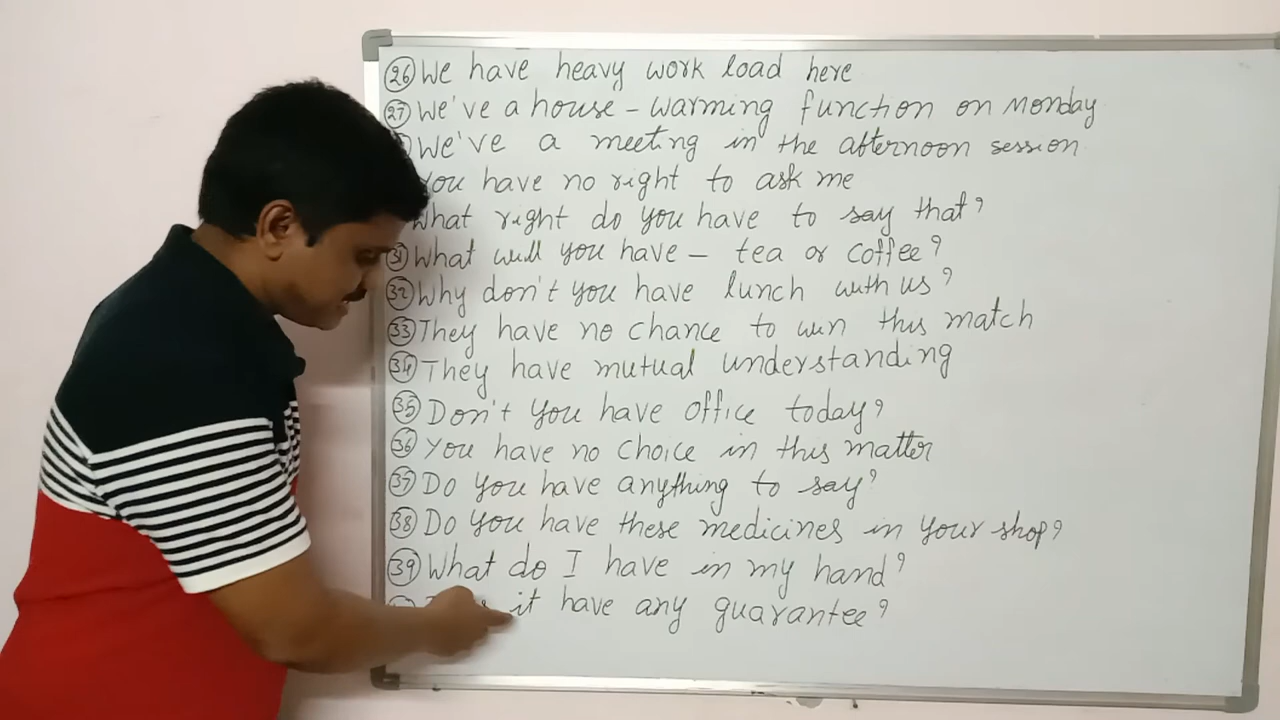 26 We have heavy work load here
27 We've a house-warming function on Monday
We've a meeting in the afternoon session
You have no right to ask me
What right do you have to say that?
31 What will you have – tea or coffee?
32 Why don't you have lunch with us?
33 They have no chance to win this match
34 They have mutual understanding
35 Don't you have office today?
36 You have no choice in this matter
37 Do you have anything to say?
38 Do you have these medicines in your shop?
39 What do I have in my hand?
it have any guarantee?